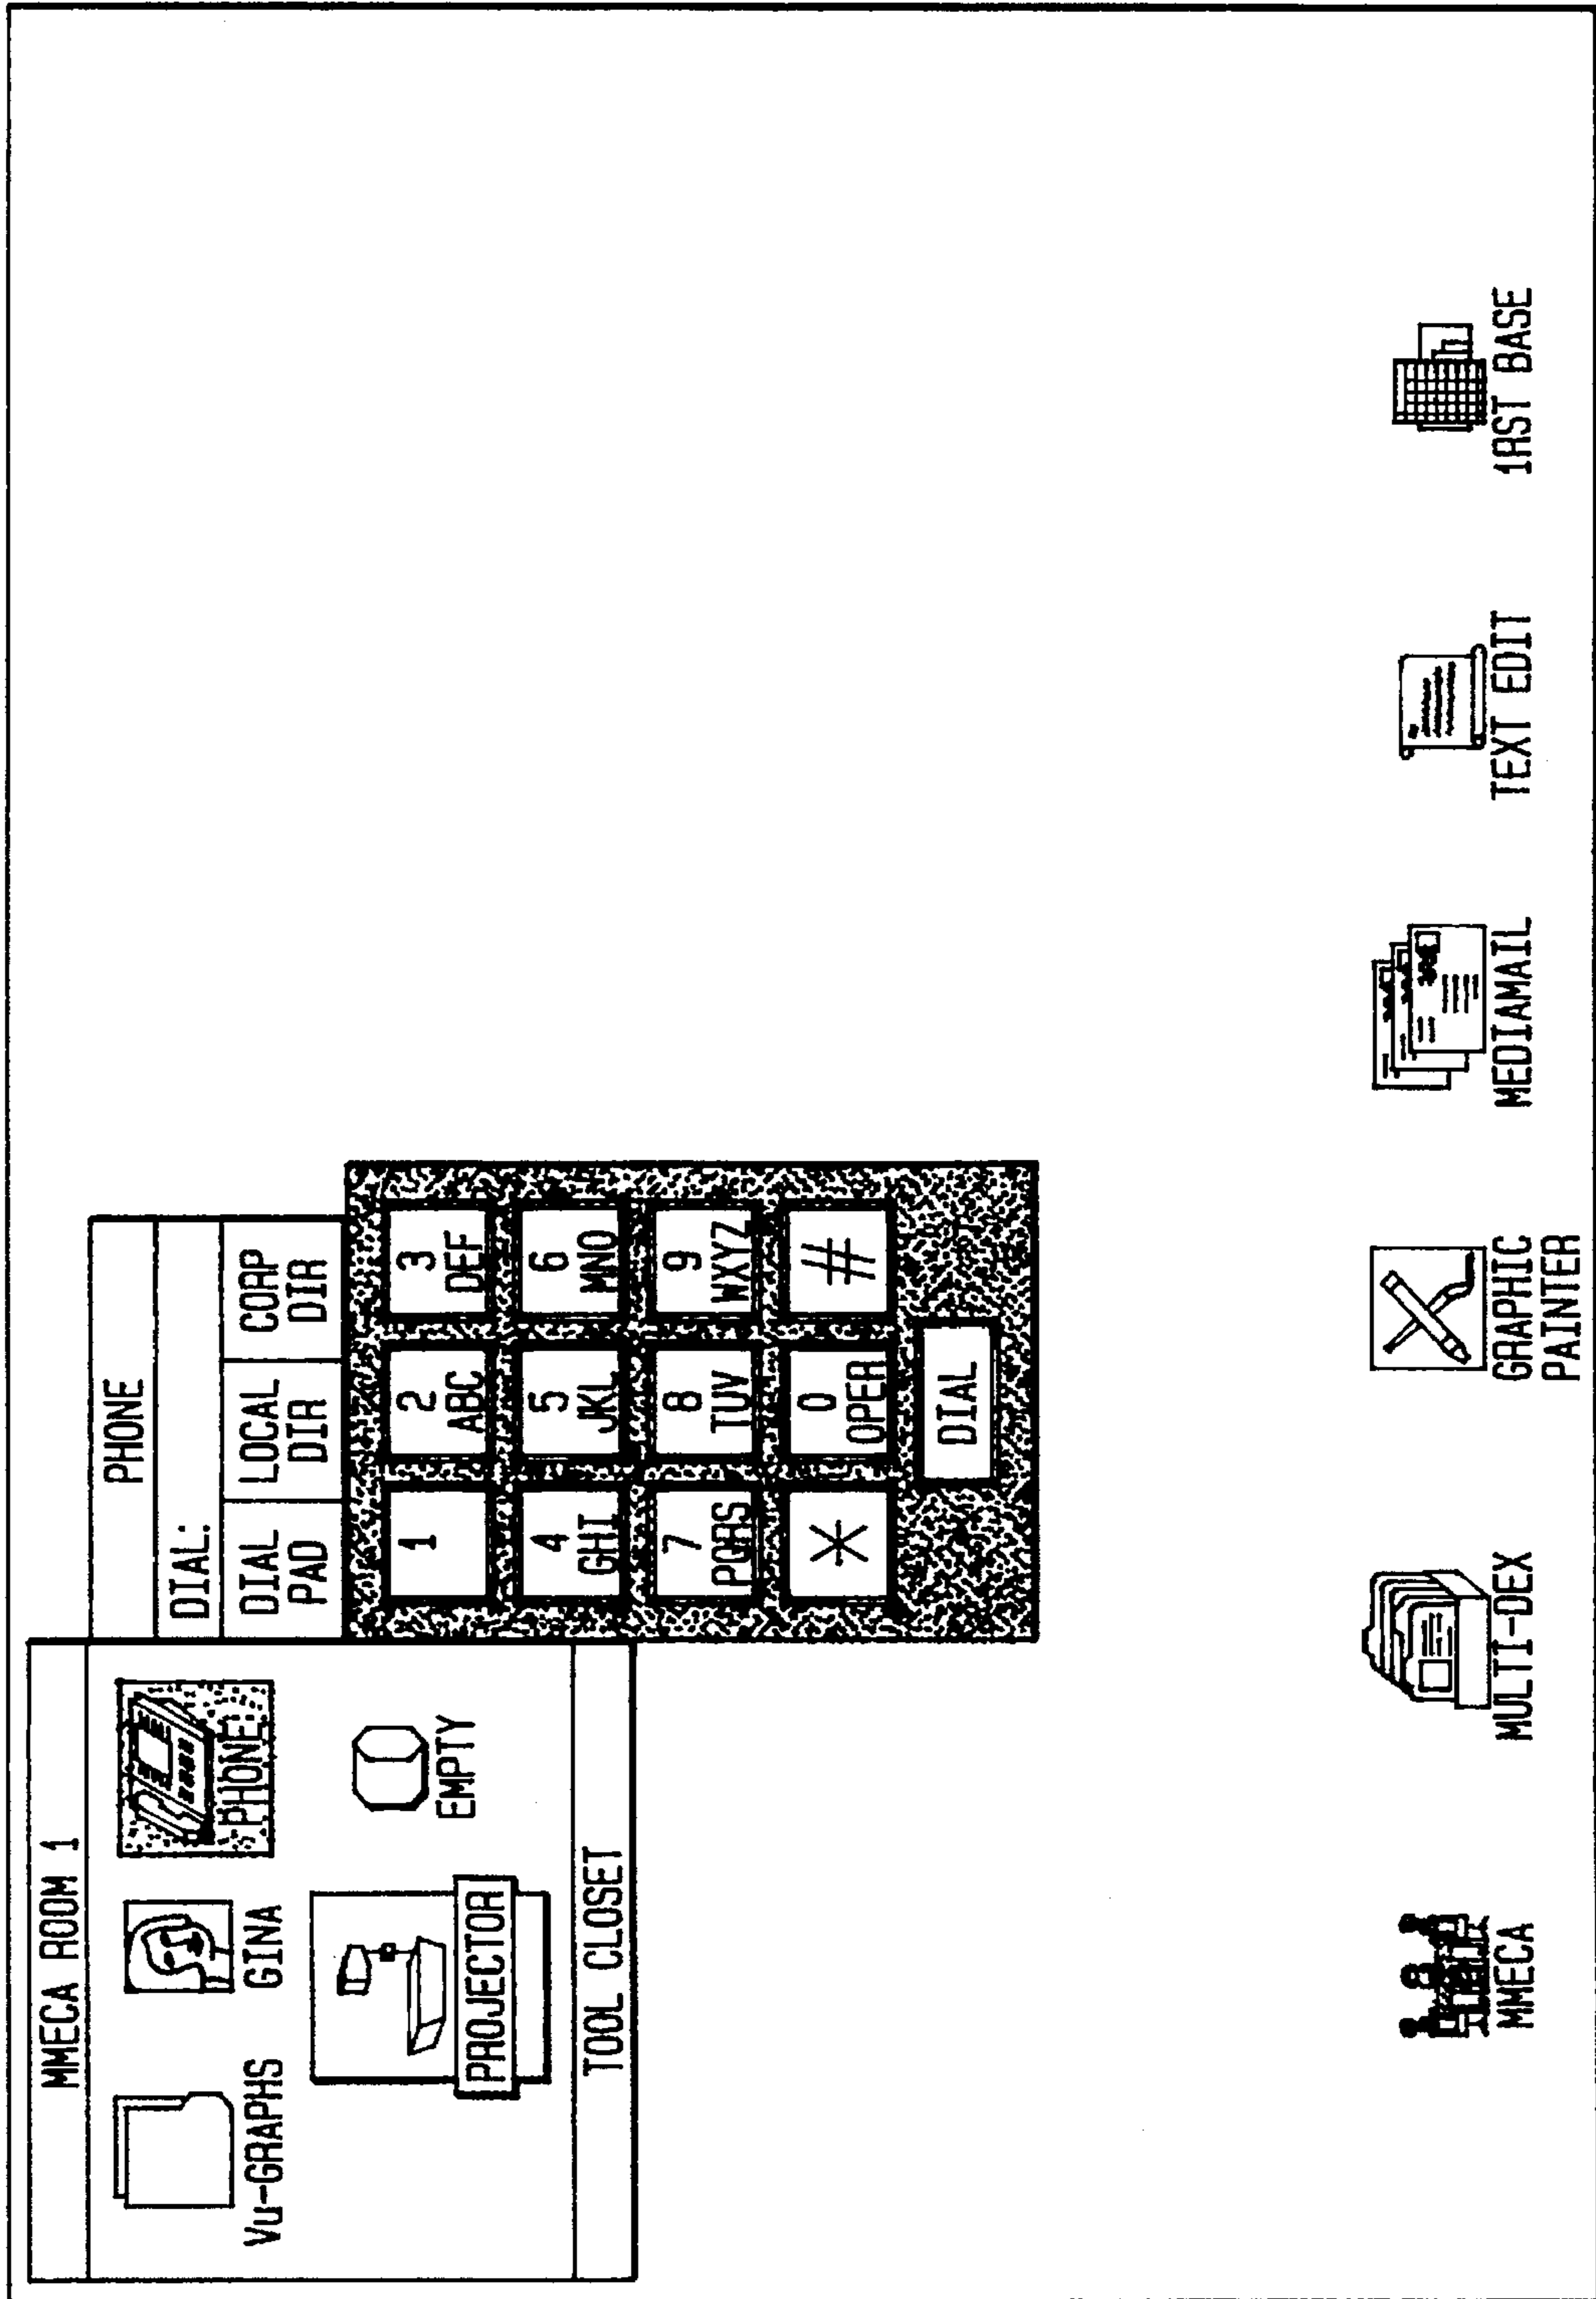 MMECA ROOM 1
Vu-GRAPHS
GINA
PHONE
PROJECTOR
EMPTY
TOOL CLOSET
PHONE
DIAL:
DIAL PAD
LOCAL DIR
CORP DIR
1
2
ABC
3
DEF
4
GHI
5
JKL
6
MNO
7
PQRS
8
TUV
9
WXYZ
*
0
OPER
#
DIAL
MMECA
MULTI-DEX
GRAPHIC
PAINTER
MEDIAMAIL
TEXT EDIT
1RST BASE